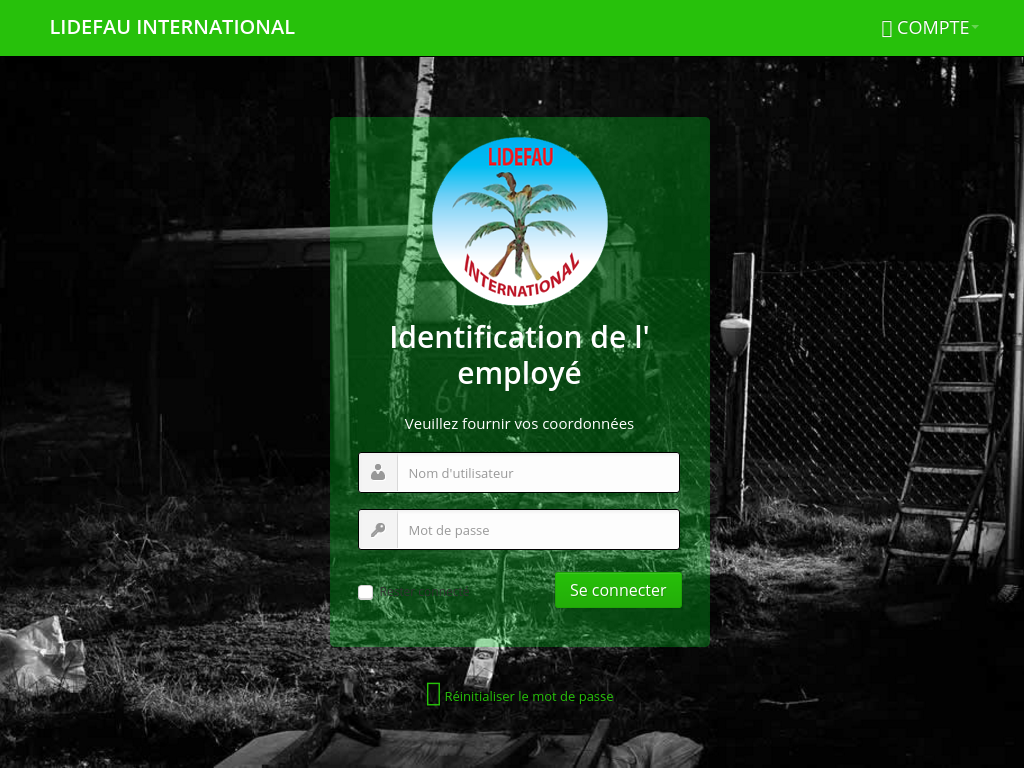 LIDEFAU INTERNATIONAL
COMPTE
LIDEFAU
INTERNATIONAL
64
Identification de l'
employé
Veuillez fournir vos coordonnées
Nom d'utilisateur
Mot de passe
Se connecter
Réinitialiser le mot de passe